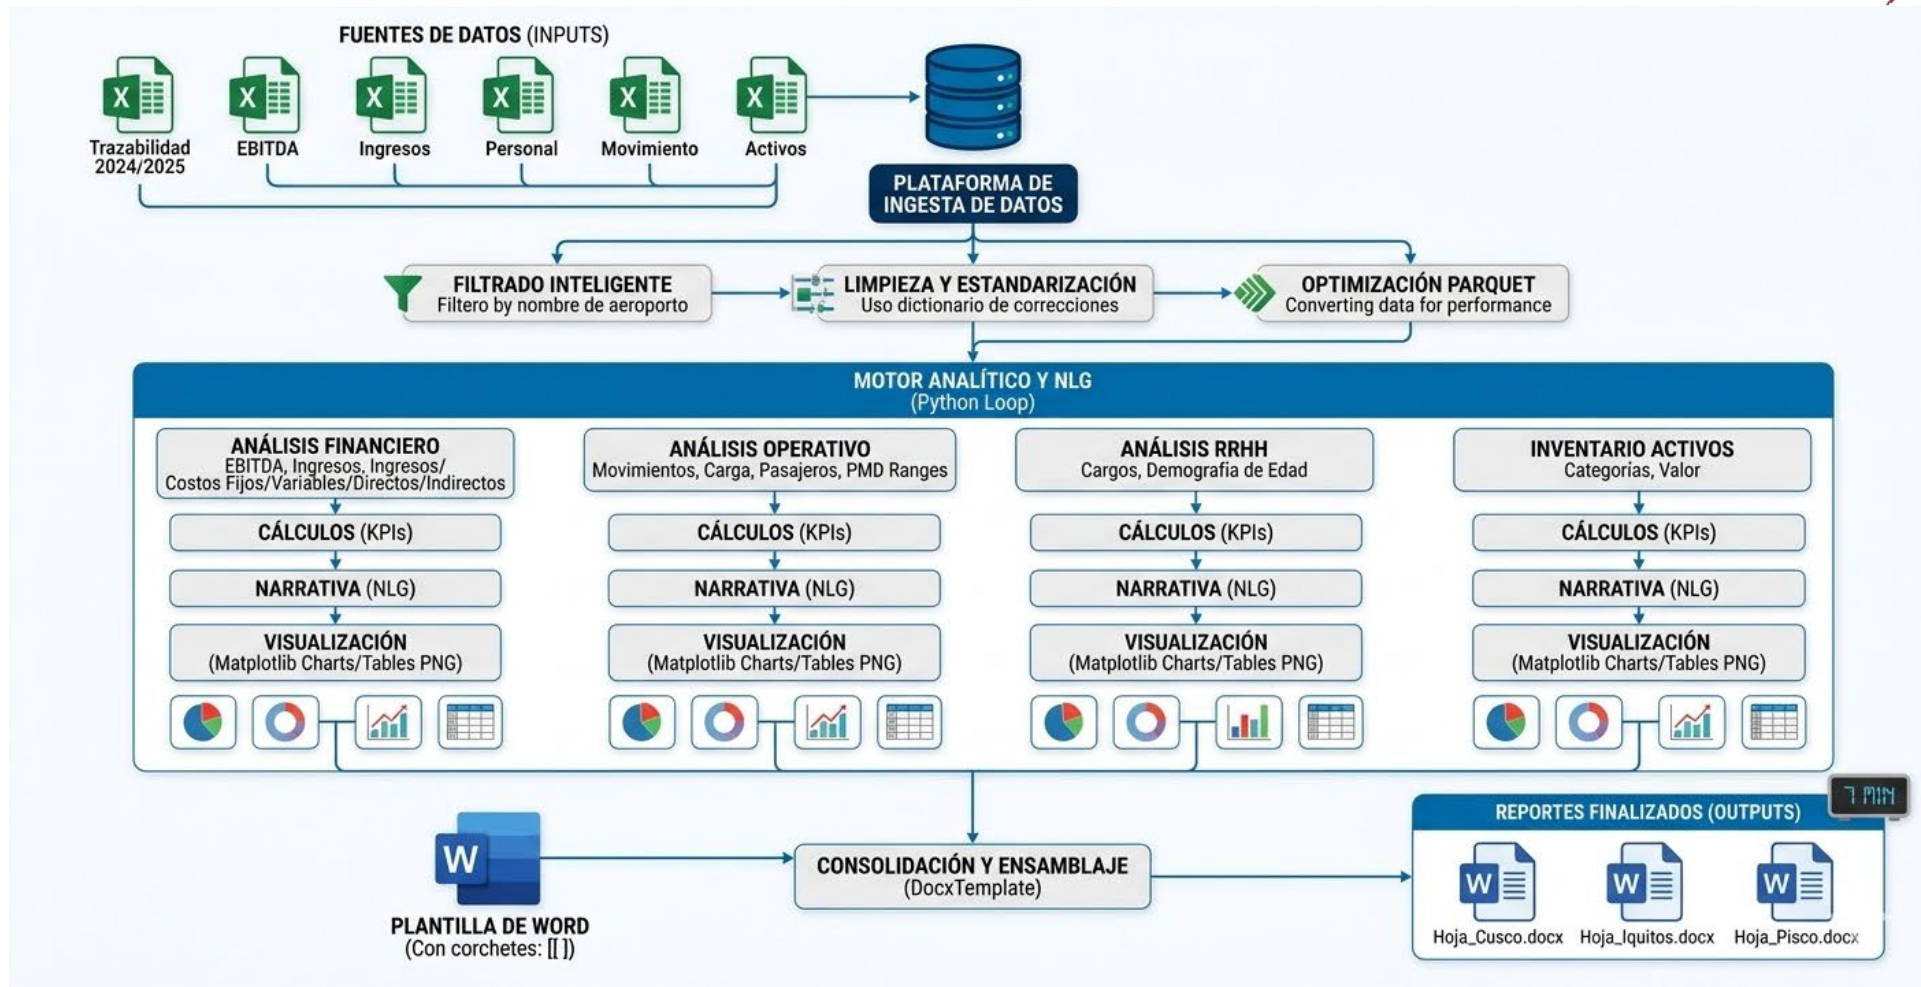 FUENTES DE DATOS (INPUTS)
Trazabilidad
2024/2025
EBITDA
Ingresos
Personal
Movimiento
Activos
PLATAFORMA DE
INGESTA DE DATOS
FILTRADO INTELIGENTE
Filtero by nombre de aeroporto
LIMPIEZA Y ESTANDARIZACIÓN
Uso dictionario de correcciones
OPTIMIZACIÓN PARQUET
Converting data for performance
MOTOR ANALÍTICO Y NLG
(Python Loop)
ANÁLISIS FINANCIERO
EBITDA, Ingresos, Ingresos/
Costos Fijos/Variables/Directos/Indirectos
CÁLCULOS (KPIs)
NARRATIVA (NLG)
VISUALIZACIÓN
(Matplotlib Charts/Tables PNG)
ANÁLISIS OPERATIVO
Movimientos, Carga, Pasajeros, PMD Ranges
CÁLCULOS (KPIs)
NARRATIVA (NLG)
VISUALIZACIÓN
(Matplotlib Charts/Tables PNG)
ANÁLISIS RRHH
Cargos, Demografia de Edad
CÁLCULOS (KPIs)
NARRATIVA (NLG)
VISUALIZACIÓN
(Matplotlib Charts/Tables PNG)
INVENTARIO ACTIVOS
Categorías, Valor
CÁLCULOS (KPIs)
NARRATIVA (NLG)
VISUALIZACIÓN
(Matplotlib Charts/Tables PNG)
W
PLANTILLA DE WORD
(Con corchetes: [[ ])
CONSOLIDACIÓN Y ENSAMBLAJE
(DocxTemplate)
7 MIN
REPORTES FINALIZADOS (OUTPUTS)
W
W
W
Hoja_Cusco.docx
Hoja_Iquitos.docx
Hoja_Pisco.docx